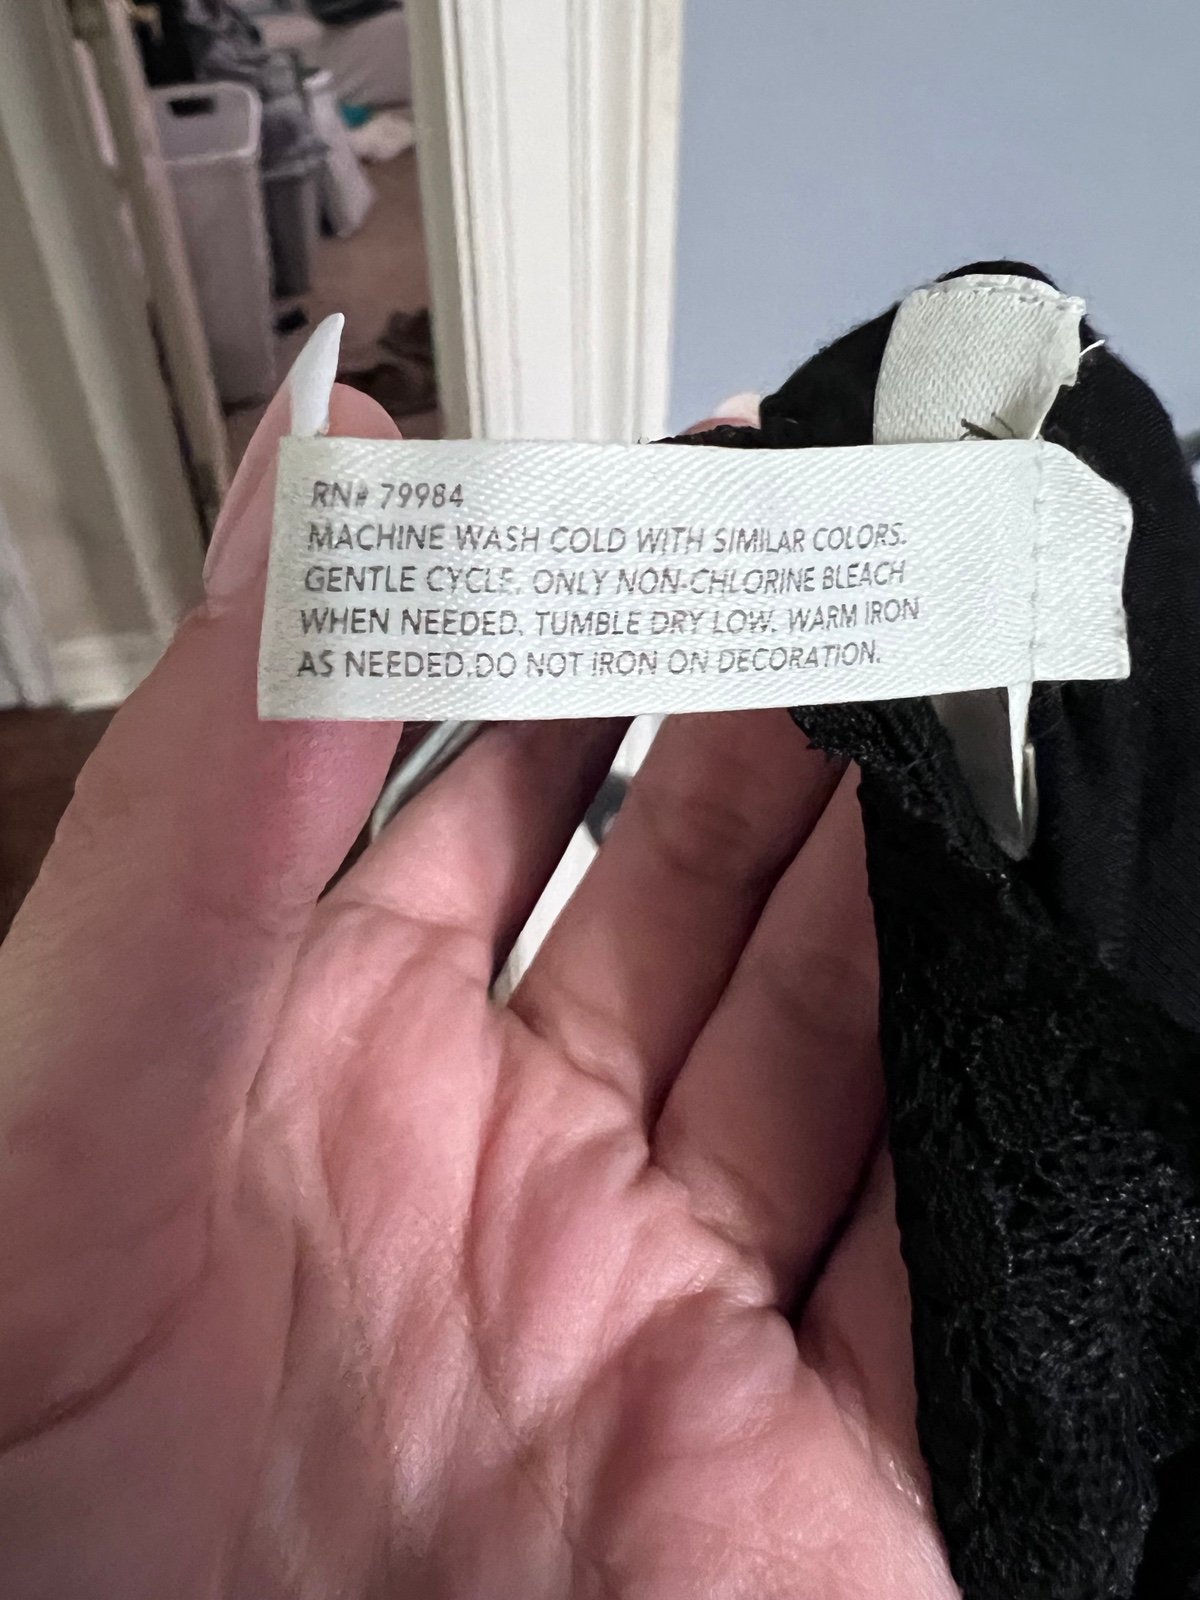 RN# 79984
MACHINE WASH COLD WITH SIMILAR COLORS.
GENTLE CYCLE. ONLY NON-CHLORINE BLEACH
WHEN NEEDED. TUMBLE DRY LOW. WARM IRON
AS NEEDED.DO NOT IRON ON DECORATION.